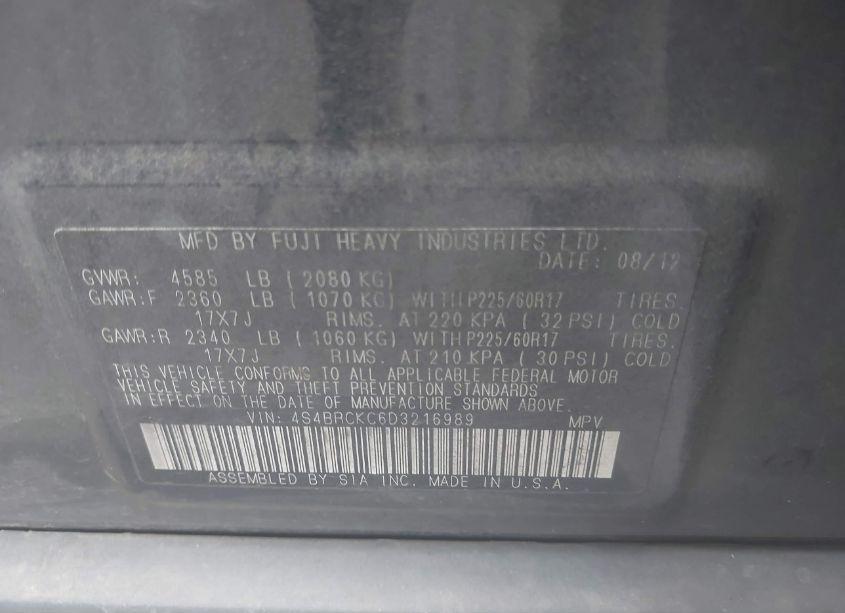 MFD BY FUJI HEAVY INDUSTRIES LTD.
DATE: 08/12
GVWR: 4585 LB ( 2080 KG)
GAWR:F 2360 LB ( 1070 KG) WITH P225/60R17 TIRES.
17X7J RIMS. AT 220 KPA ( 32 PSI) COLD
GAWR:R 2340 LB ( 1060 KG) WITH P225/60R17 TIRES.
17X7J RIMS. AT 210 KPA ( 30 PSI) COLD
THIS VEHICLE CONFORMS TO ALL APPLICABLE FEDERAL MOTOR
VEHICLE SAFETY AND THEFT PREVENTION STANDARDS
IN EFFECT ON THE DATE OF MANUFACTURE SHOWN ABOVE.
VIN: 4S4BRCKC6D3216989 MPV
ASSEMBLED BY SIA INC. MADE IN U.S.A.